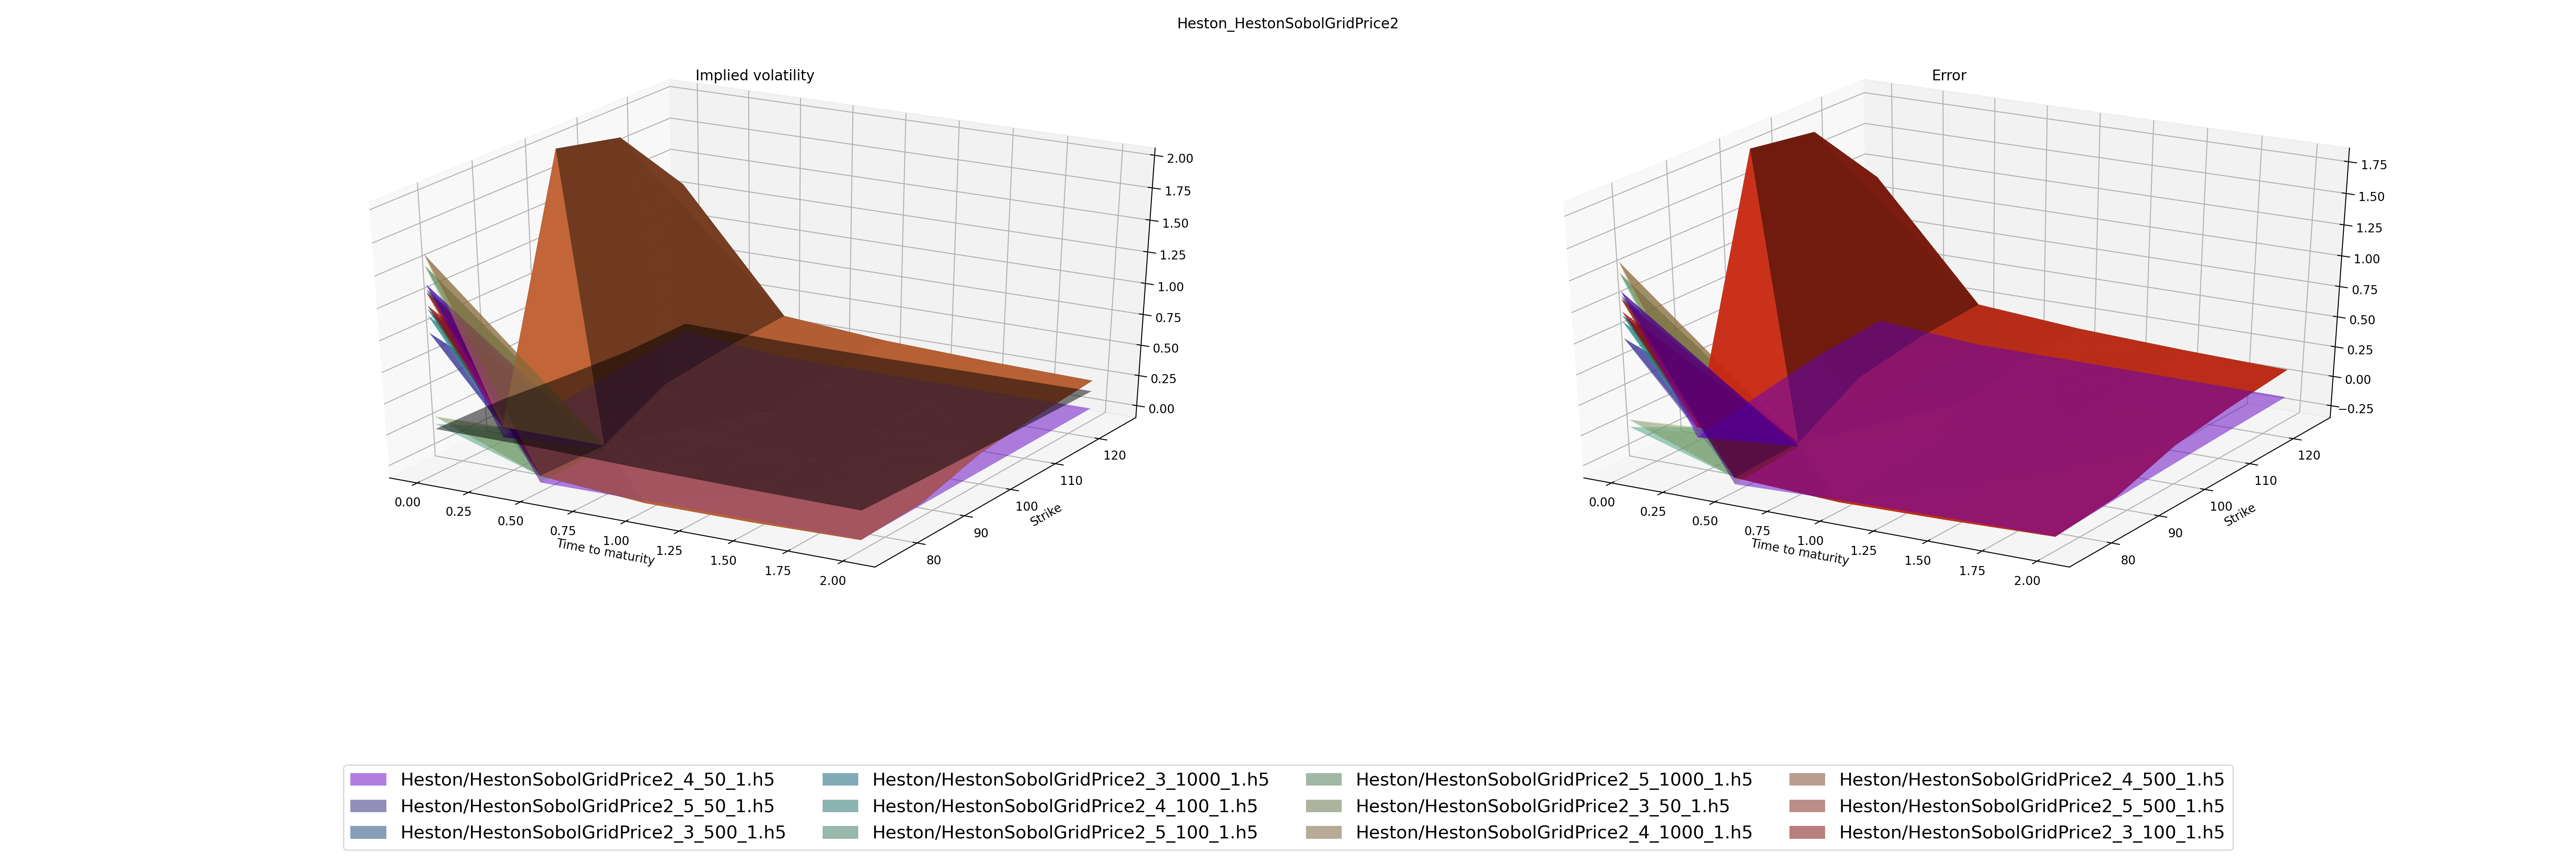 Heston_HestonSobolGridPrice2
Implied volatility
2.00
1.75
1.50
1.25
1.00
0.75
0.50
0.25
0.00
120
110
100
90
80
Strike
0.00
0.25
0.50
0.75
1.00
1.25
1.50
1.75
2.00
Time to maturity
Error
1.75
1.50
1.25
1.00
0.75
0.50
0.25
0.00
−0.25
120
110
100
90
80
Strike
0.00
0.25
0.50
0.75
1.00
1.25
1.50
1.75
2.00
Time to maturity
Heston/HestonSobolGridPrice2_4_50_1.h5
Heston/HestonSobolGridPrice2_5_50_1.h5
Heston/HestonSobolGridPrice2_3_500_1.h5
Heston/HestonSobolGridPrice2_3_1000_1.h5
Heston/HestonSobolGridPrice2_4_100_1.h5
Heston/HestonSobolGridPrice2_5_100_1.h5
Heston/HestonSobolGridPrice2_5_1000_1.h5
Heston/HestonSobolGridPrice2_3_50_1.h5
Heston/HestonSobolGridPrice2_4_1000_1.h5
Heston/HestonSobolGridPrice2_4_500_1.h5
Heston/HestonSobolGridPrice2_5_500_1.h5
Heston/HestonSobolGridPrice2_3_100_1.h5